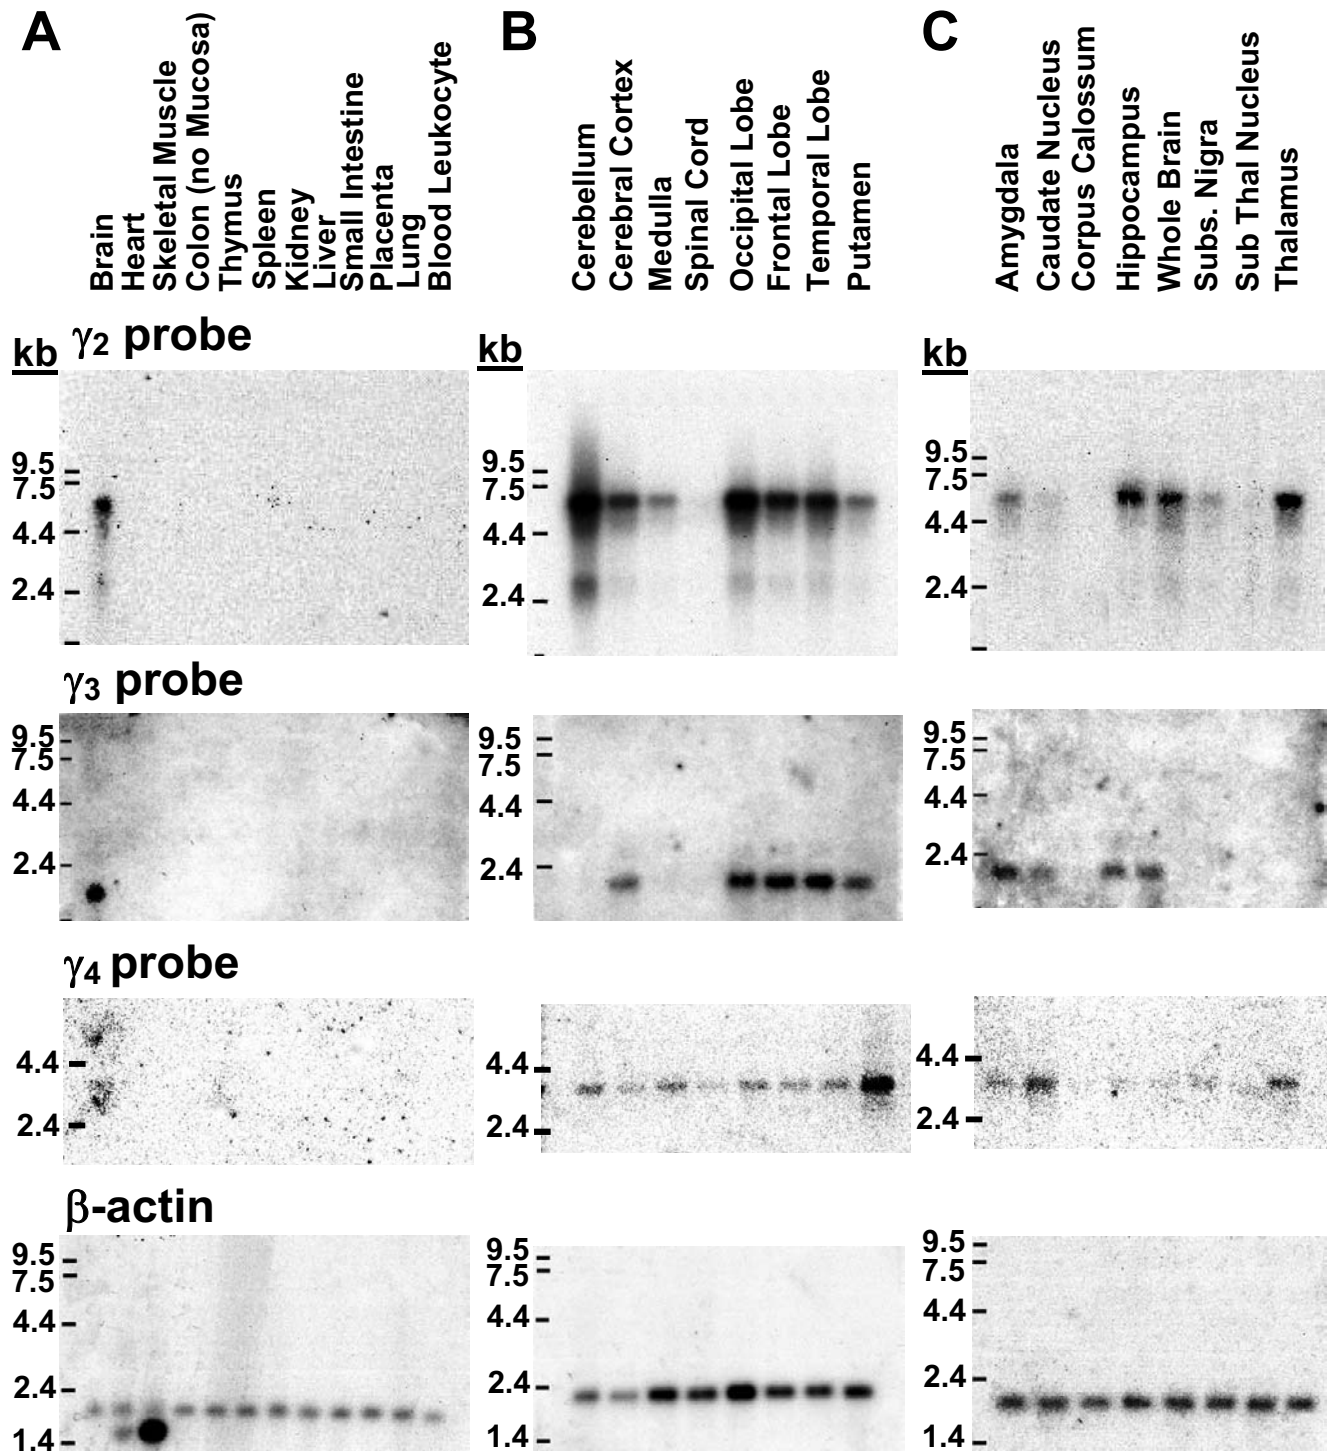 A
B
C
Brain
Heart
Skeletal Muscle
Colon (no Mucosa)
Thymus
Spleen
Kidney
Liver
Small Intestine
Placenta
Lung
Blood Leukocyte
Cerebellum
Cerebral Cortex
Medulla
Spinal Cord
Occipital Lobe
Frontal Lobe
Temporal Lobe
Putamen
Amygdala
Caudate Nucleus
Corpus Calossum
Hippocampus
Whole Brain
Subs. Nigra
Sub Thal Nucleus
Thalamus
γ2 probe
kb
kb
kb
9.5
7.5
4.4
2.4
9.5
7.5
4.4
2.4
9.5
7.5
4.4
2.4
γ3 probe
9.5
7.5
4.4
2.4
9.5
7.5
4.4
2.4
9.5
7.5
4.4
2.4
γ4 probe
4.4
2.4
4.4
2.4
4.4
2.4
β-actin
9.5
7.5
4.4
2.4
1.4
9.5
7.5
4.4
2.4
1.4
9.5
7.5
4.4
2.4
1.4